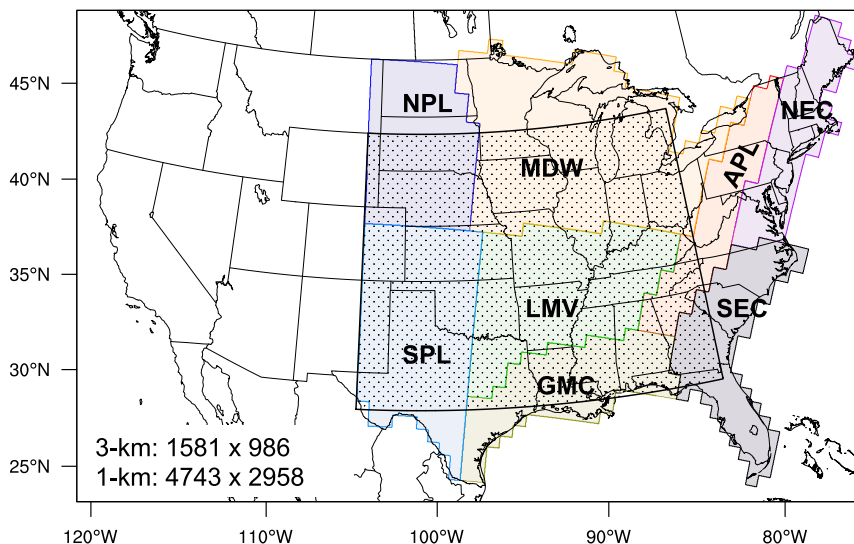 45°N
40°N
35°N
30°N
25°N
NPL
MDW
APL
NEC
LMV
SEC
SPL
GMC
3-km: 1581 x 986
1-km: 4743 x 2958
120°W
110°W
100°W
90°W
80°W